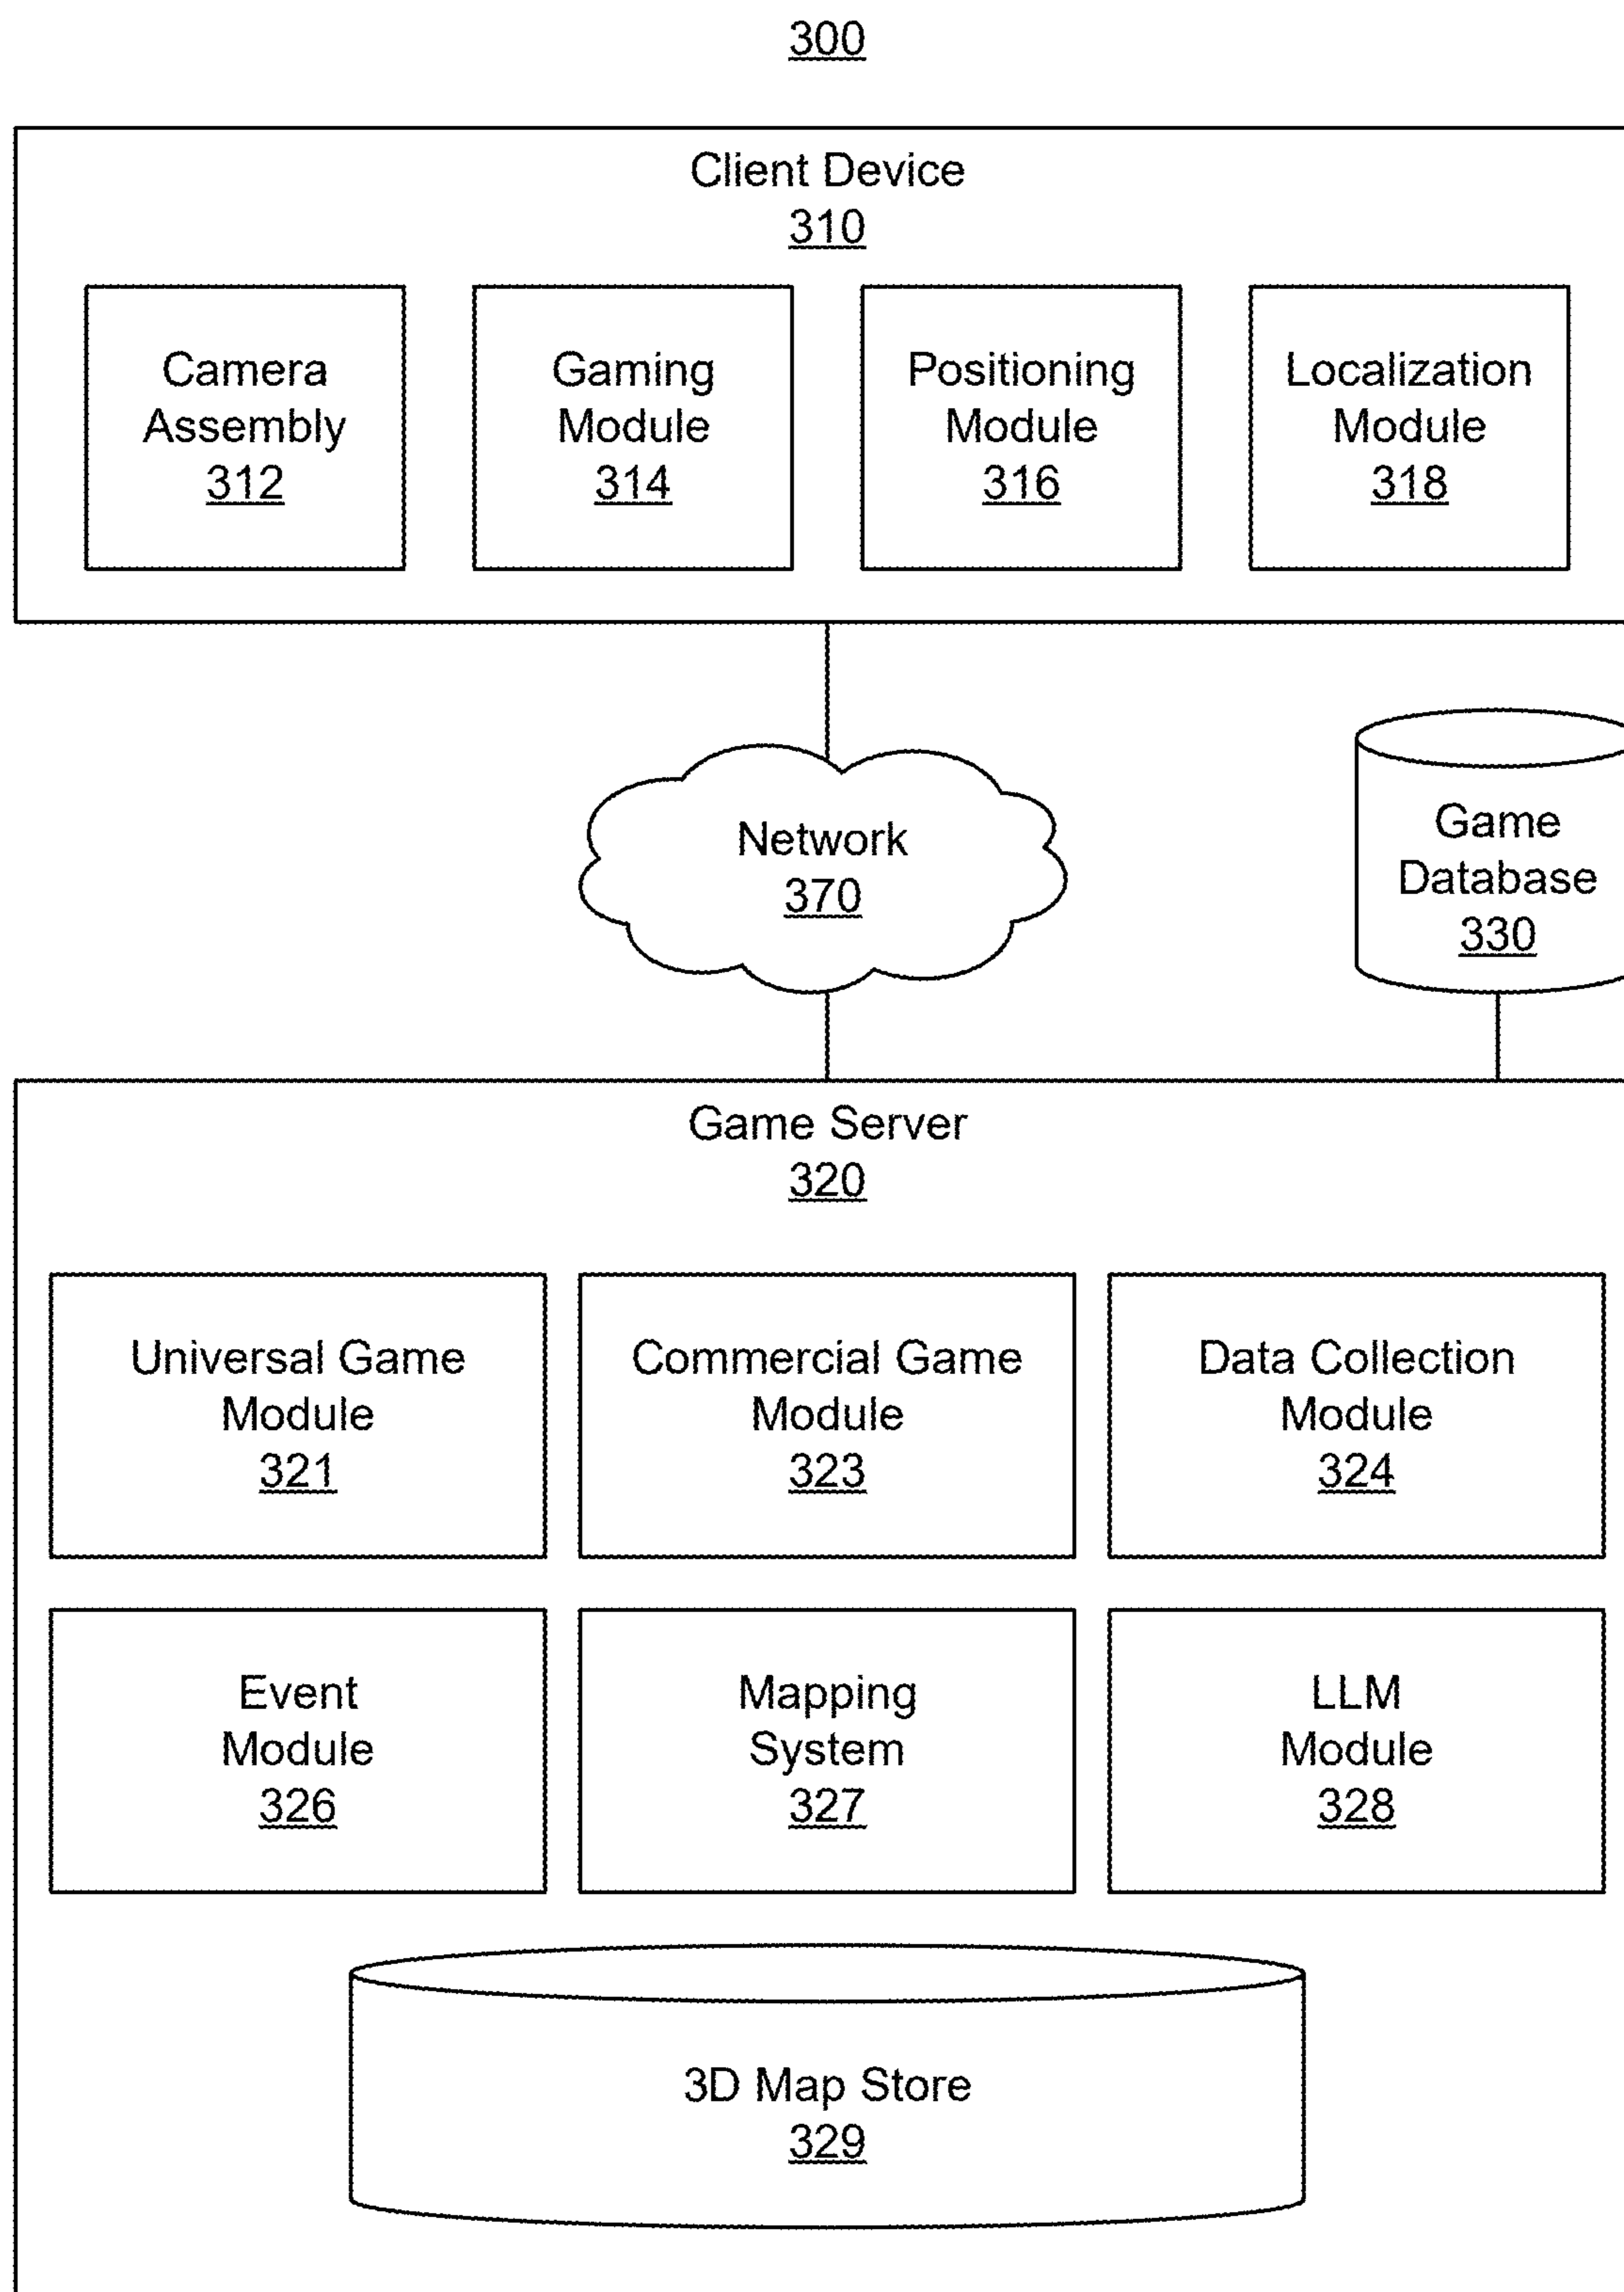 300
Client Device
310
Camera
Assembly
312
Gaming
Module
314
Positioning
Module
316
Localization
Module
318
Network
370
Game
Database
330
Game Server
320
Universal Game
Module
321
Commercial Game
Module
323
Data Collection
Module
324
Event
Module
326
Mapping
System
327
LLM
Module
328
3D Map Store
329